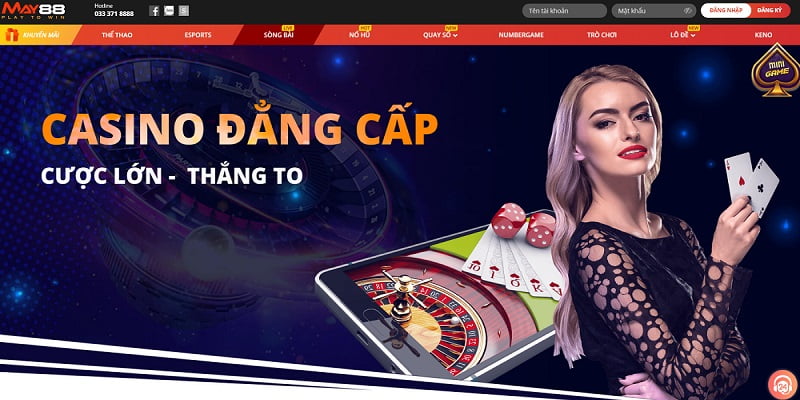 MAY88
PLAY TO WIN
Hotline
033 371 8888
Tên tài khoản
Mật khẩu
ĐĂNG NHẬP
ĐĂNG KÝ
KHUYẾN MÃI
THỂ THAO
ESPORTS
SÒNG BÀI
LIVE
NỔ HŨ
HOT
QUAY SỐ
NEW
NUMBERGAME
TRÒ CHƠI
LÔ ĐỀ
NEW
KENO
MINI
GAME
CASINO ĐẲNG CẤP
CƯỢC LỚN - THẮNG TO
24